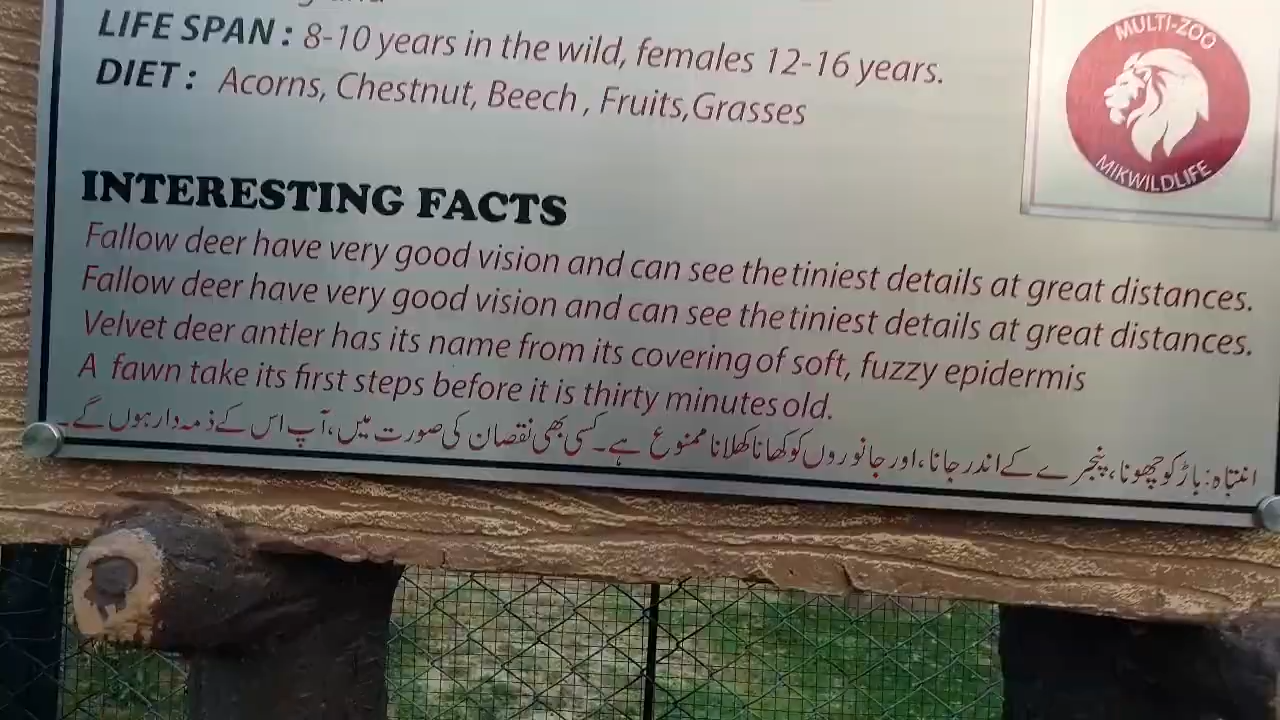 LIFE SPAN : 8-10 years in the wild, females 12-16 years.
DIET : Acorns, Chestnut, Beech , Fruits,Grasses
MULTI-ZOO
MIKWILDLIFE
INTERESTING FACTS
Fallow deer have very good vision and can see the tiniest details at great distances.
Fallow deer have very good vision and can see the tiniest details at great distances.
Velvet deer antler has its name from its covering of soft, fuzzy epidermis
A fawn take its first steps before it is thirty minutes old.
انتباہ: باڑ کو چھونا، پنجرے کے اندر جانا، اور جانوروں کو کھانا کھلانا ممنوع ہے۔ کسی بھی نقصان کی صورت میں، آپ اس کے ذمہ دار ہوں گے۔